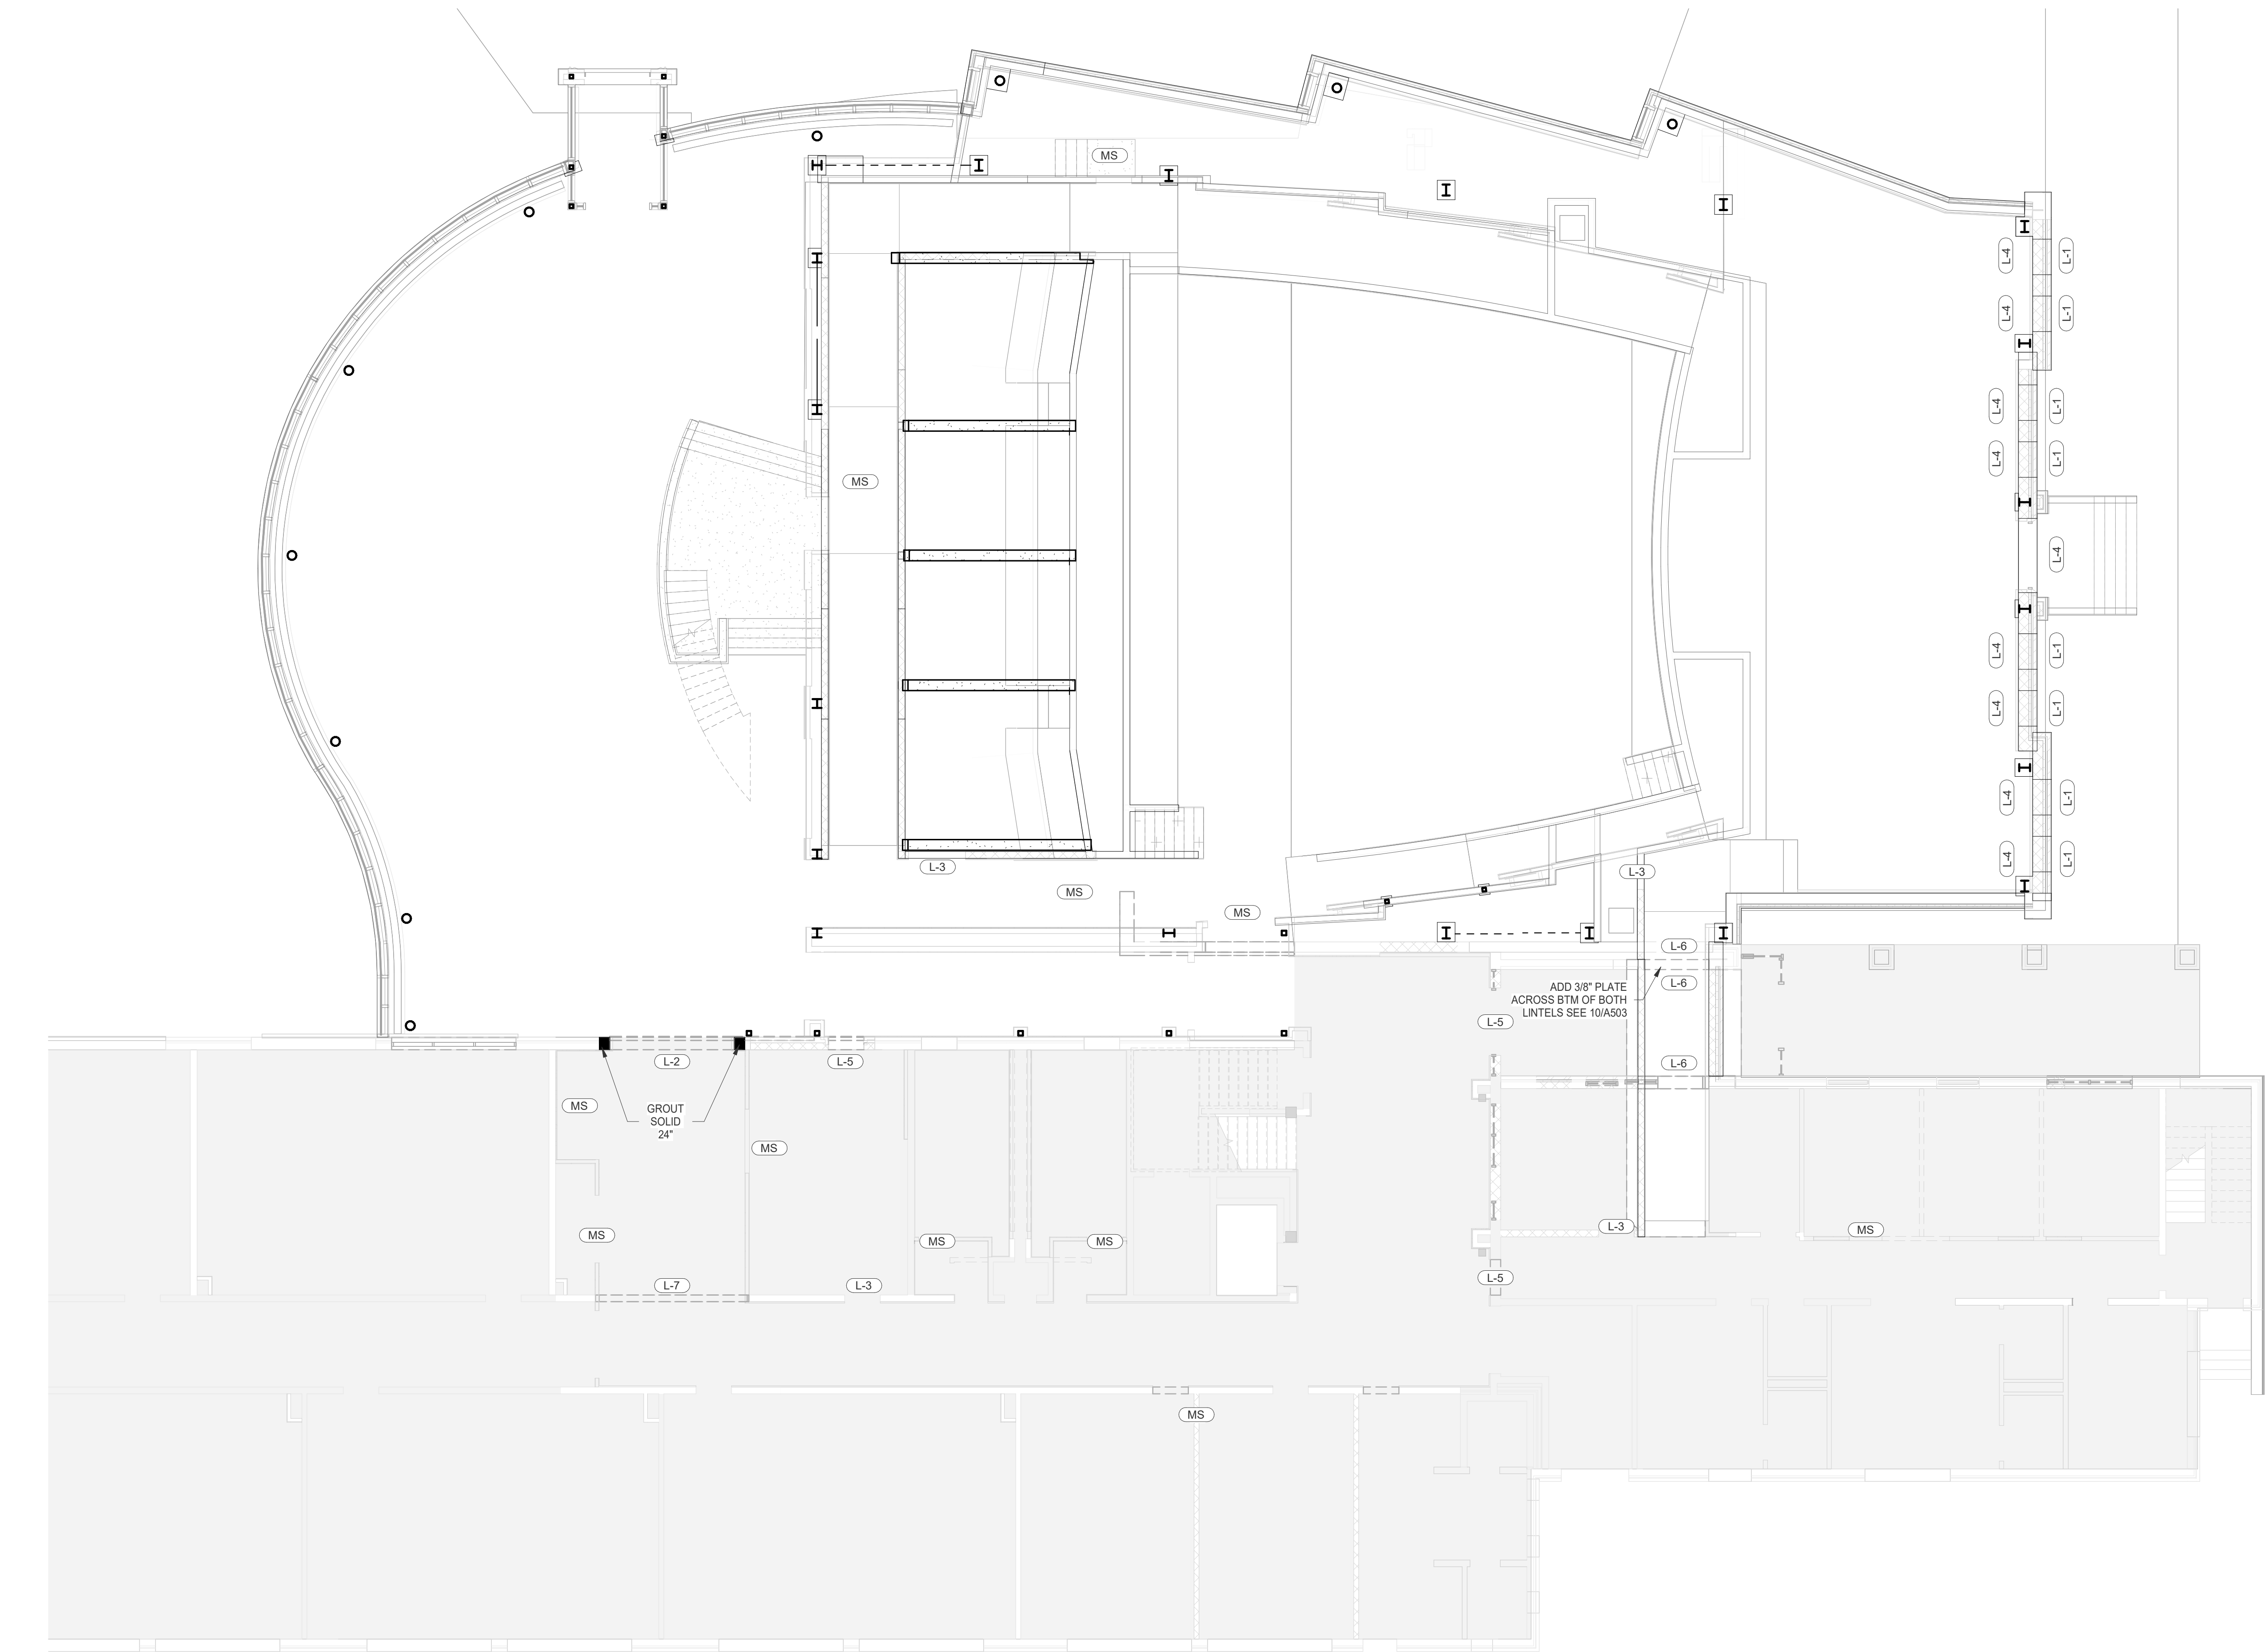 MS
L-4
L-1
L-4
L-1
L-4
L-1
L-4
L-1
MS
L-4
L-4
L-1
L-4
L-1
L-4
L-1
L-4
L-1
L-3
L-3
MS
MS
L-6
L-6
ADD 3/8" PLATE
ACROSS BTM OF BOTH
LINTELS SEE 10/A503
L-5
L-2
L-5
L-6
MS
GROUT
SOLID
24"
MS
MS
MS
MS
L-3
MS
L-7
L-3
L-5
MS